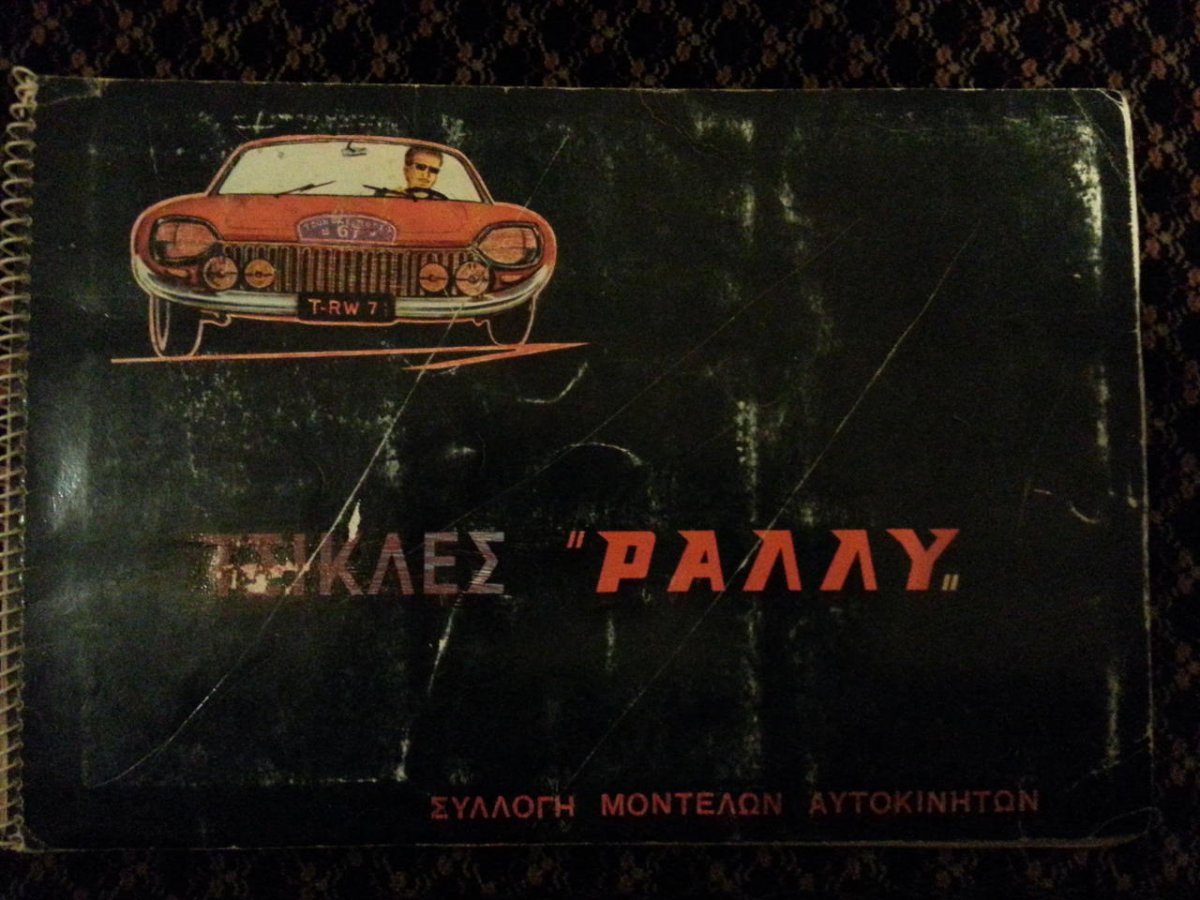 67
T-RW 7
ΤΣΙΚΛΕΣ "ΡΑΛΛΥ"
ΣΥΛΛΟΓΗ ΜΟΝΤΕΛΩΝ ΑΥΤΟΚΙΝΗΤΩΝ